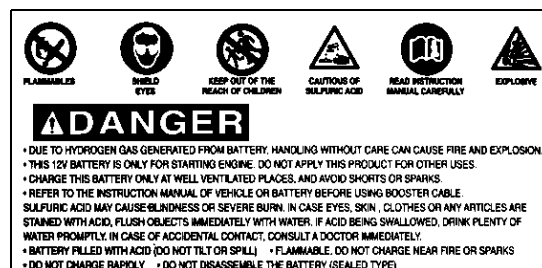 FLAMMABLES
SHIELD EYES
KEEP OUT OF THE REACH OF CHILDREN
CAUTIOUS OF SULFURIC ACID
READ INSTRUCTION MANUAL CAREFULLY
EXPLOSIVE
DANGER
• DUE TO HYDROGEN GAS GENERATED FROM BATTERY, HANDLING WITHOUT CARE CAN CAUSE FIRE AND EXPLOSION.
• THIS 12V BATTERY IS ONLY FOR STARTING ENGINE. DO NOT APPLY THIS PRODUCT FOR OTHER USES.
• CHARGE THIS BATTERY ONLY AT WELL VENTILATED PLACES, AND AVOID SHORTS OR SPARKS.
• REFER TO THE INSTRUCTION MANUAL OF VEHICLE OR BATTERY BEFORE USING BOOSTER CABLE.
SULFURIC ACID MAY CAUSE BLINDNESS OR SEVERE BURN. IN CASE EYES, SKIN, CLOTHES OR ANY ARTICLES ARE
STAINED WITH ACID, FLUSH OBJECTS IMMEDIATELY WITH WATER. IF ACID BEING SWALLOWED, DRINK PLENTY OF
WATER PROMPTLY. IN CASE OF ACCIDENTAL CONTACT, CONSULT A DOCTOR IMMEDIATELY.
• BATTERY FILLED WITH ACID (DO NOT TILT OR SPILL) • FLAMMABLE. DO NOT CHARGE NEAR FIRE OR SPARKS
• DO NOT CHARGE RAPIDLY • DO NOT DISASSEMBLE THE BATTERY (SEALED TYPE)